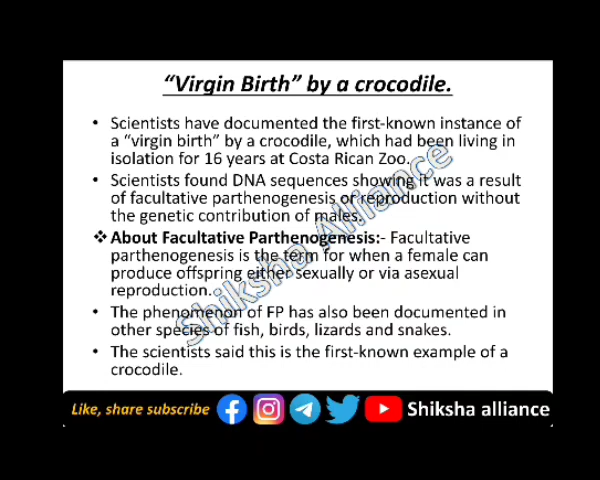 “Virgin Birth” by a crocodile.
• Scientists have documented the first-known instance of
a “virgin birth” by a crocodile, which had been living in
isolation for 16 years at Costa Rican Zoo.
• Scientists found DNA sequences showing it was a result
of facultative parthenogenesis or reproduction without
the genetic contribution of males.
❖ About Facultative Parthenogenesis:- Facultative
parthenogenesis is the term for when a female can
produce offspring either sexually or via asexual
reproduction.
• The phenomenon of FP has also been documented in
other species of fish, birds, lizards and snakes.
• The scientists said this is the first-known example of a
crocodile.
Shiksha Alliance
Like, share subscribe Shiksha alliance